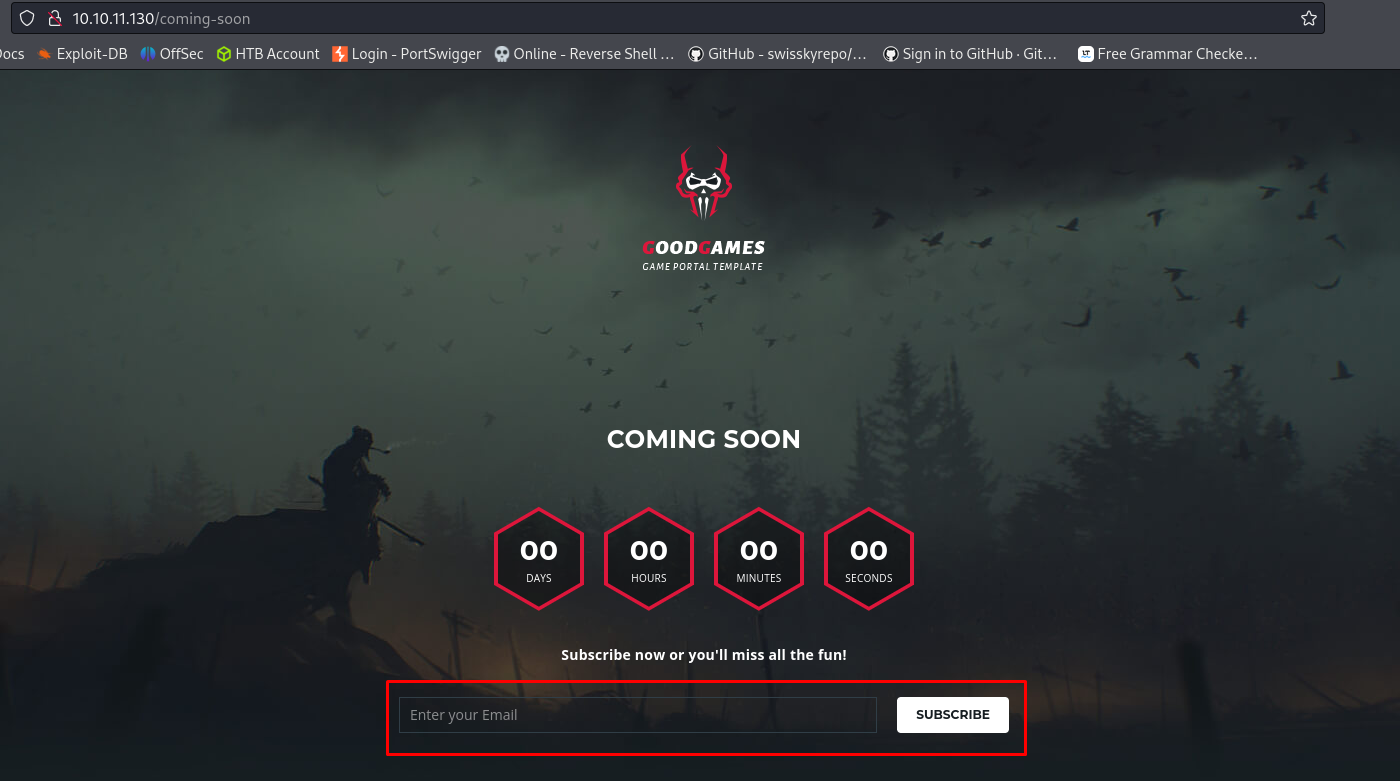 10.10.11.130/coming-soon
Docs Exploit-DB OffSec HTB Account Login - PortSwigger Online - Reverse Shell … GitHub - swisskyrepo/… Sign in to GitHub · Git… LT Free Grammar Checke…
GOODGAMES
GAME PORTAL TEMPLATE
COMING SOON
00 00 00 00
DAYS HOURS MINUTES SECONDS
Subscribe now or you'll miss all the fun!
Enter your Email SUBSCRIBE